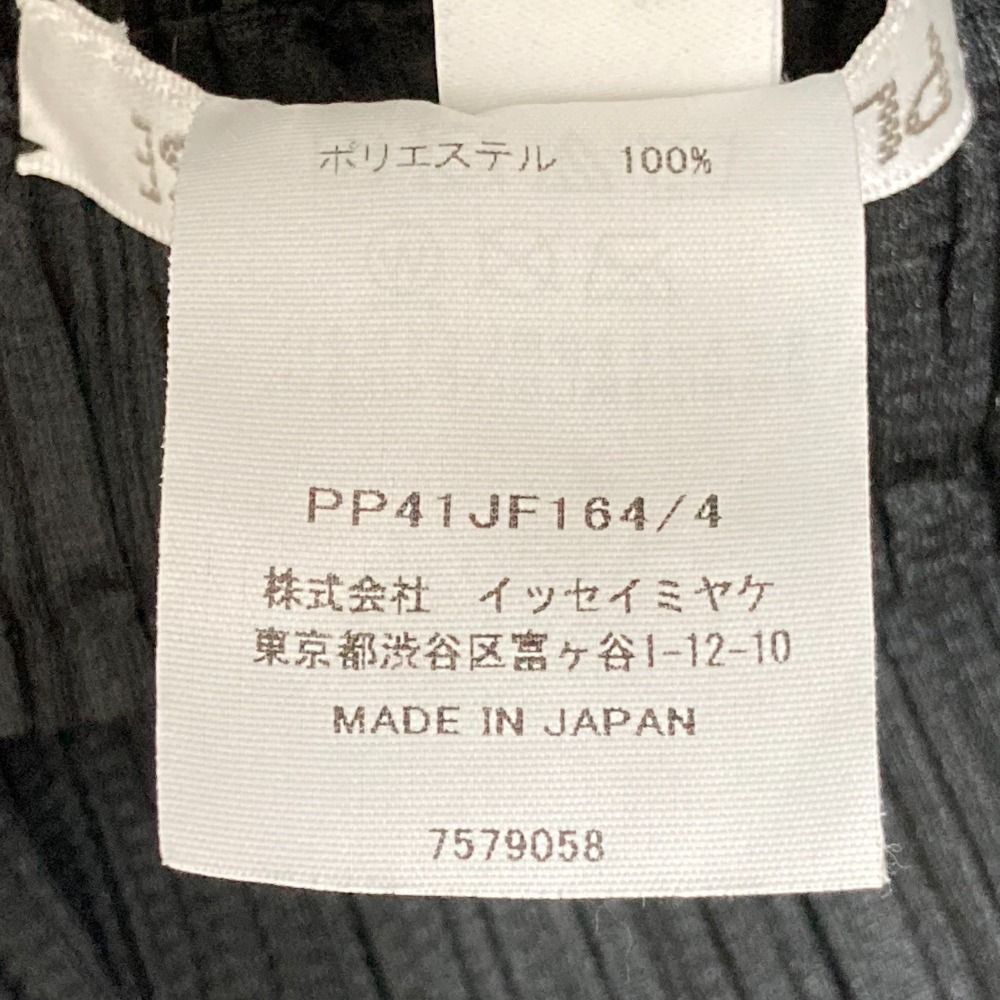 ポリエステル 100%
PP41JF164/4
株式会社 イッセイミヤケ
東京都渋谷区富ヶ谷1-12-10
MADE IN JAPAN
7579058